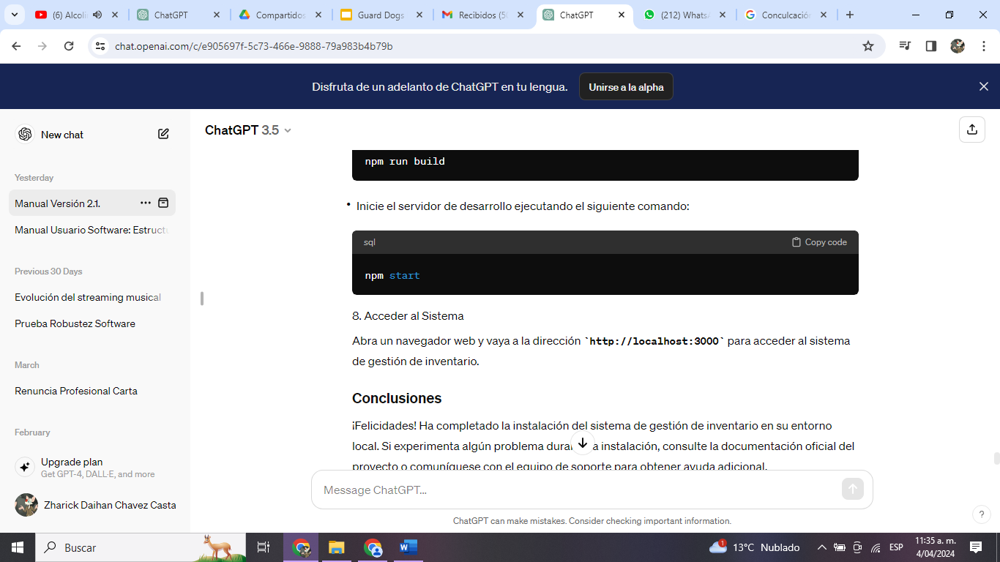 (6) Alcoli
ChatGPT
Compartidos
Guard Dogs
Recibidos (50
ChatGPT
(212) Whats
Conculcación
chat.openai.com/c/e905697f-5c73-466e-9888-79a983b4b79b
Disfruta de un adelanto de ChatGPT en tu lengua.
Unirse a la alpha
New chat
Yesterday
Manual Versión 2.1.
Manual Usuario Software: Estructu
Previous 30 Days
Evolución del streaming musical
Prueba Robustez Software
March
Renuncia Profesional Carta
February
Upgrade plan
Get GPT-4, DALL·E, and more
Zharick Daihan Chavez Casta
ChatGPT 3.5
npm run build
• Inicie el servidor de desarrollo ejecutando el siguiente comando:
sql
Copy code
npm start
8. Acceder al Sistema
Abra un navegador web y vaya a la dirección `http://localhost:3000` para acceder al sistema
de gestión de inventario.
Conclusiones
¡Felicidades! Ha completado la instalación del sistema de gestión de inventario en su entorno
local. Si experimenta algún problema dura a instalación, consulte la documentación oficial del
proyecto o comuníquese con el equipo de soporte para obtener ayuda adicional.
Message ChatGPT...
ChatGPT can make mistakes. Consider checking important information.
?
Buscar
1
13°C Nublado
ESP
11:35 a. m.
4/04/2024